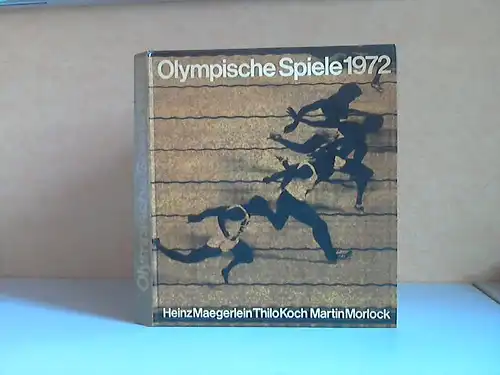 Olympische Spiele 1972
Heinz Maegerlein Thilo Koch Martin Morlock